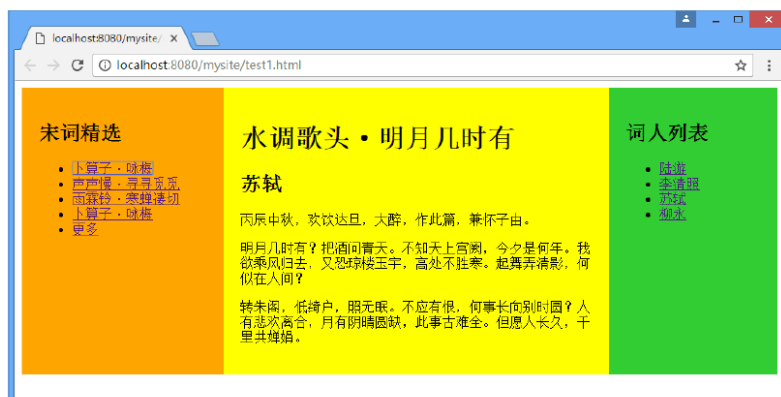 localhost:8080/mysite/
localhost:8080/mysite/test1.html
宋词精选
卜算子·咏梅
声声慢·寻寻觅觅
雨霖铃·寒蝉凄切
卜算子·咏梅
更多
水调歌头·明月几时有
苏轼
丙辰中秋，欢饮达旦，大醉，作此篇，兼怀子由。
明月几时有？把酒问青天。不知天上宫阙，今夕是何年。我
欲乘风归去，又恐琼楼玉宇，高处不胜寒。起舞弄清影，何
似在人间？
转朱阁，低绮户，照无眠。不应有恨，何事长向别时圆？人
有悲欢离合，月有阴晴圆缺，此事古难全。但愿人长久，千
里共婵娟。
词人列表
陆游
李清照
苏轼
柳永